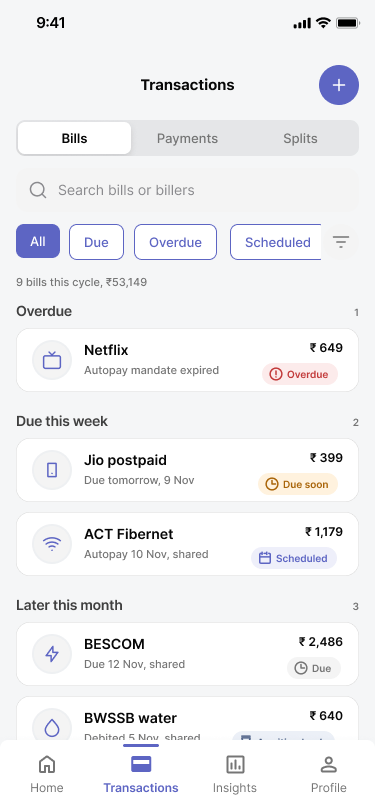 9:41
Transactions
Bills Payments Splits
Search bills or billers
All Due Overdue Scheduled
9 bills this cycle, ₹53,149
Overdue 1
Netflix ₹ 649
Autopay mandate expired Overdue
Due this week 2
Jio postpaid ₹ 399
Due tomorrow, 9 Nov Due soon
ACT Fibernet ₹ 1,179
Autopay 10 Nov, shared Scheduled
Later this month 3
BESCOM ₹ 2,486
Due 12 Nov, shared Due
BWSSB water ₹ 640
Debited 5 Nov, shared
Home Transactions Insights Profile